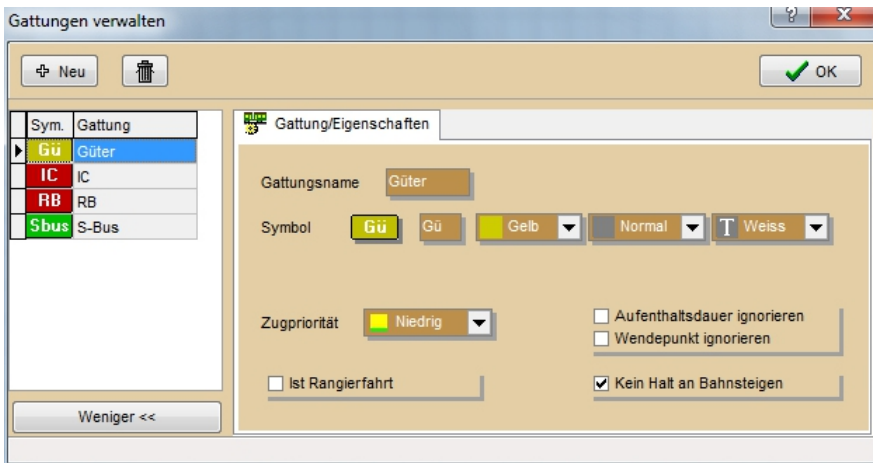 Gattungen verwalten
? X
Neu
OK
Sym. Gattung
Gü Güter
IC IC
RB RB
Sbus S-Bus
Weniger <<
Gattung/Eigenschaften
Gattungsname Güter
Symbol Gü Gü Gelb Normal T Weiss
Zugpriorität Niedrig
Aufenthaltsdauer ignorieren
Wendepunkt ignorieren
Ist Rangierfahrt
Kein Halt an Bahnsteigen